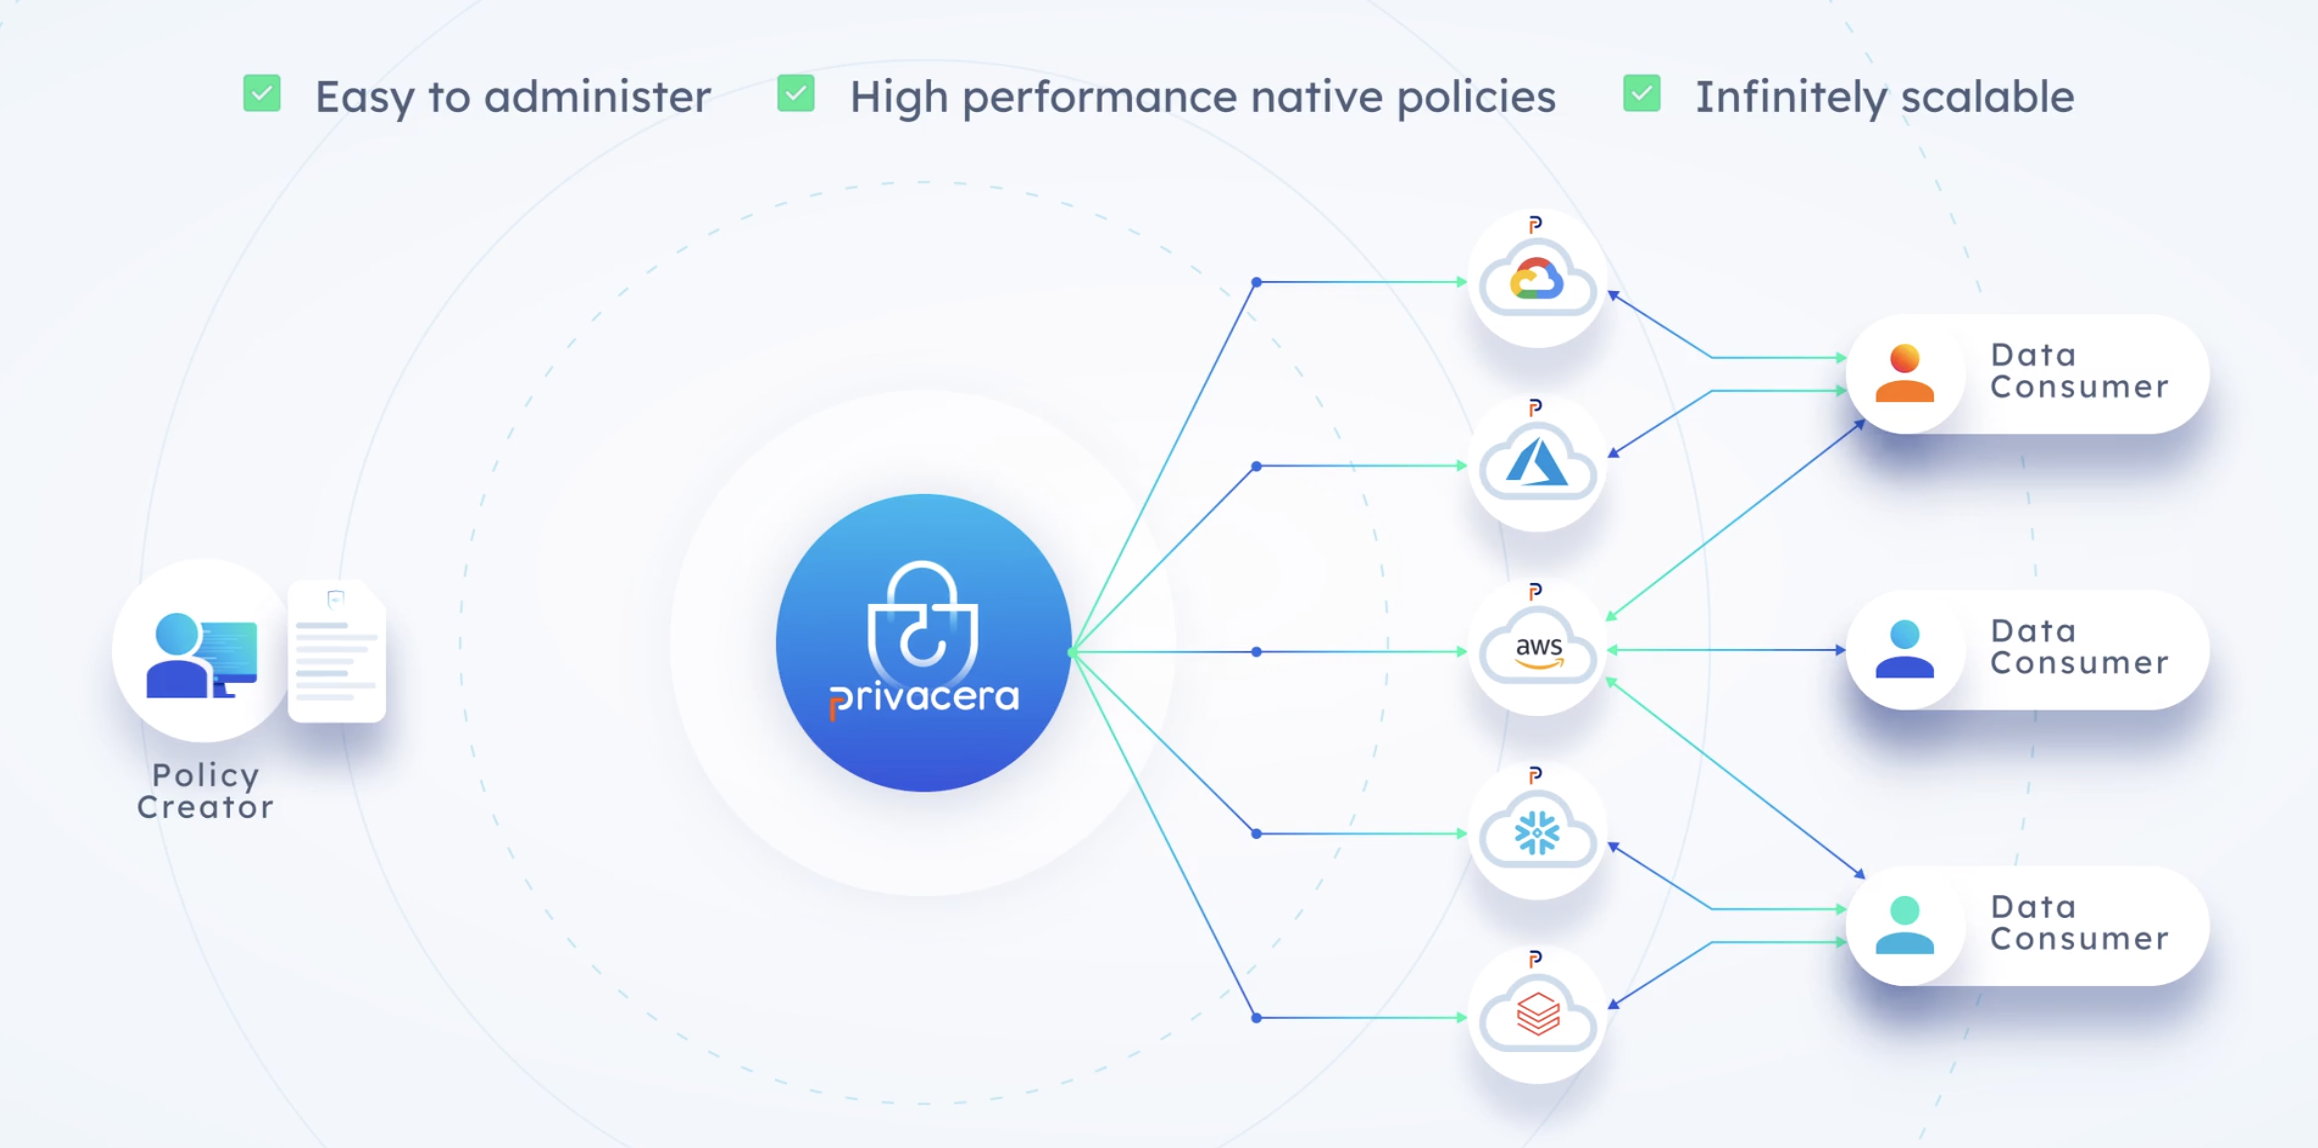 Easy to administer
High performance native policies
Infinitely scalable
Policy
Creator
privacera
aws
Data
Consumer
Data
Consumer
Data
Consumer